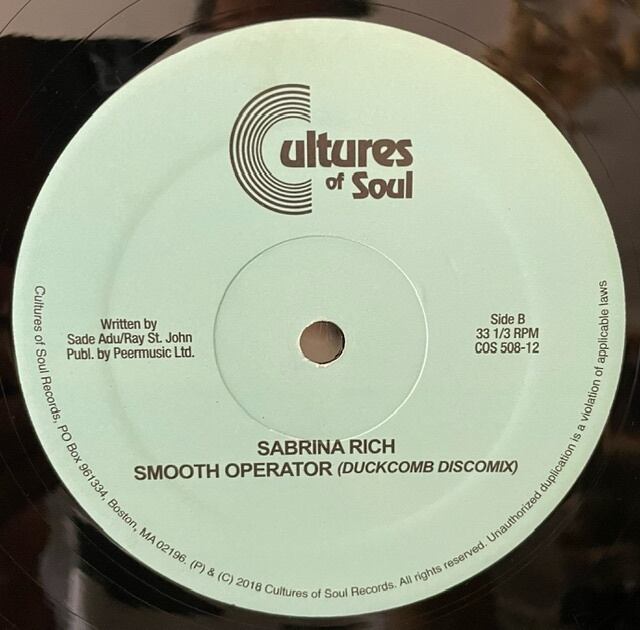 Cultures
of Soul
Written by
Sade Adu/Ray St. John
Publ. by Peermusic Ltd.
Side B
33 1/3 RPM
COS 508-12
SABRINA RICH
SMOOTH OPERATOR (DUCKCOMB DISCOMIX)
Cultures of Soul Records, PO Box 961334, Boston, MA 02196. (P) & (C) 2018 Cultures of Soul Records. All rights reserved. Unauthorized duplication is a violation of applicable laws